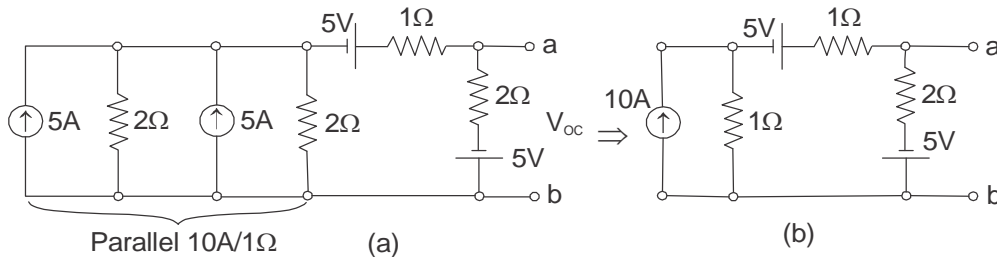 5V 1Ω a 5V 1Ω a
5A 2Ω 5A 2Ω 2Ω V_OC ⇒ 10A 1Ω 2Ω
5V 5V
b b
Parallel 10A/1Ω (a) (b)